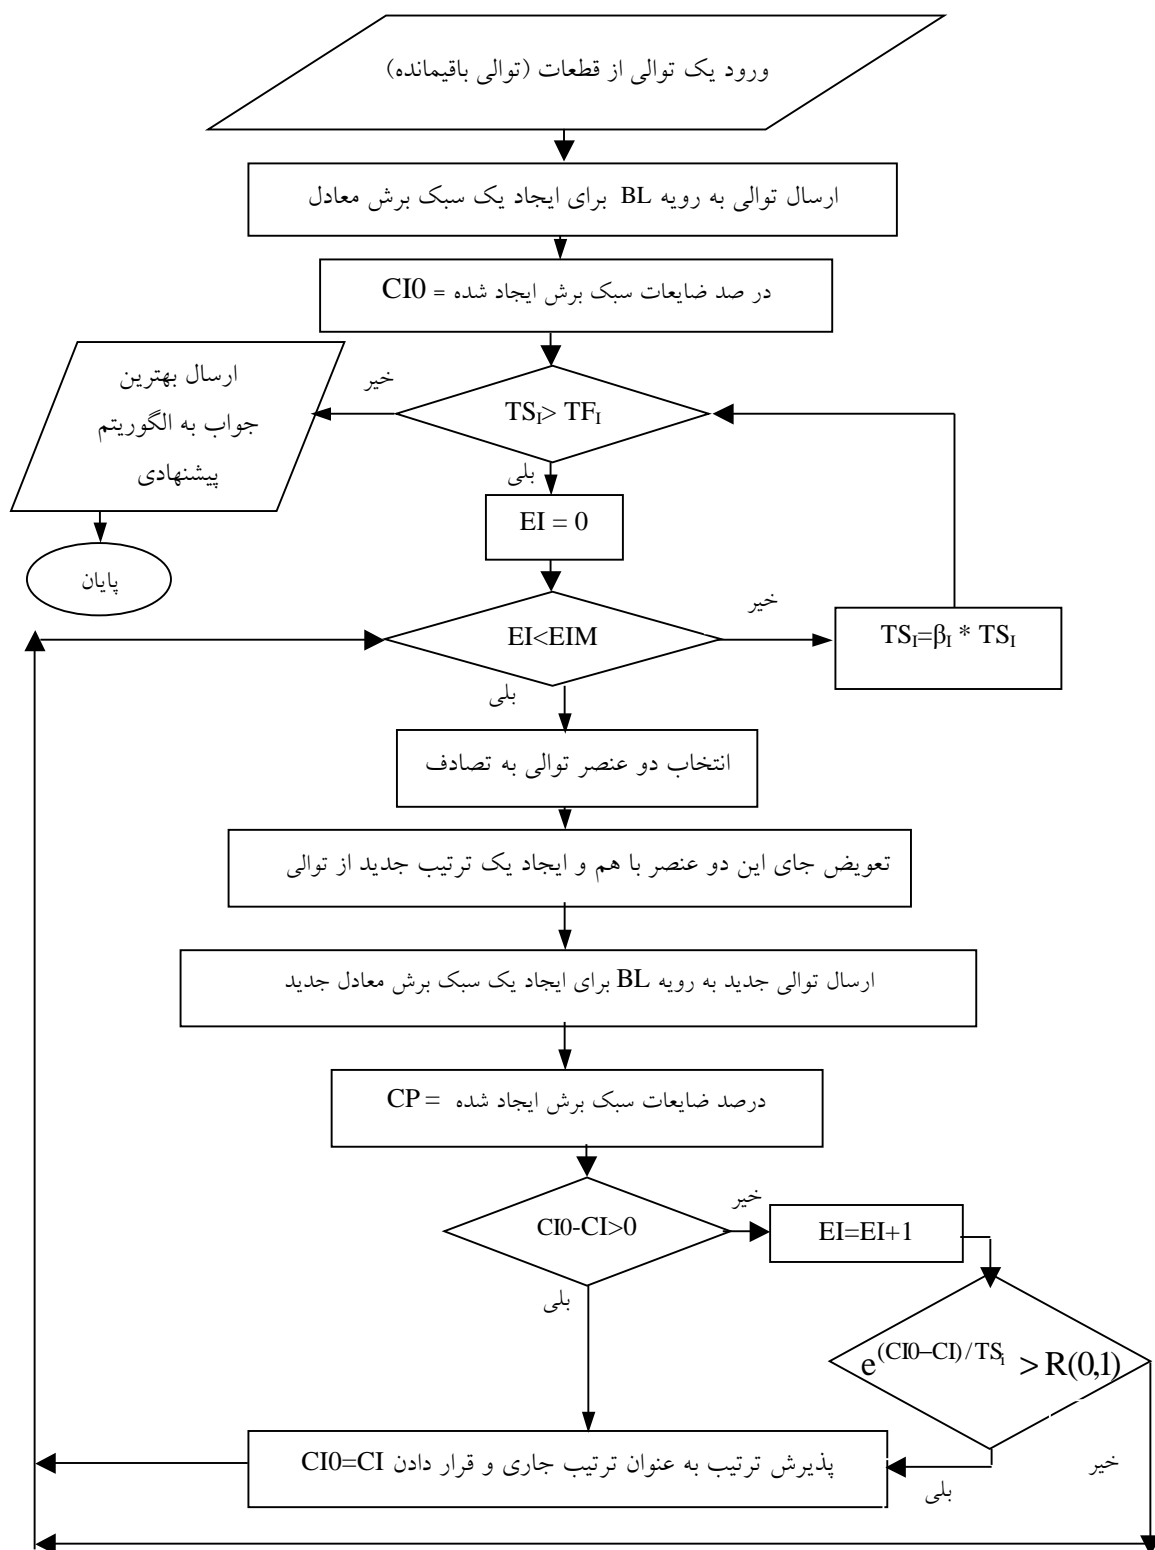 ورود یک توالی از قطعات (توالی باقیمانده)
ارسال توالی به رویه BL برای ایجاد یک سبک برش معادل
در صد ضایعات سبک برش ایجاد شده = CI0
خیر
TSI> TFI
ارسال بهترین
جواب به الگوریتم
پیشنهادی
بلی
EI = 0
پایان
خیر
EI<EIM
TSI=βI * TSI
بلی
انتخاب دو عنصر توالی به تصادف
تعویض جای این دو عنصر با هم و ایجاد یک ترتیب جدید از توالی
ارسال توالی جدید به رویه BL برای ایجاد یک سبک برش معادل جدید
درصد ضایعات سبک برش ایجاد شده = CP
خیر
CI0-CI>0
EI=EI+1
بلی
e^(CI0–CI)/TSi > R(0,1)
پذیرش ترتیب به عنوان ترتیب جاری و قرار دادن CI0=CI
خیر
بلی